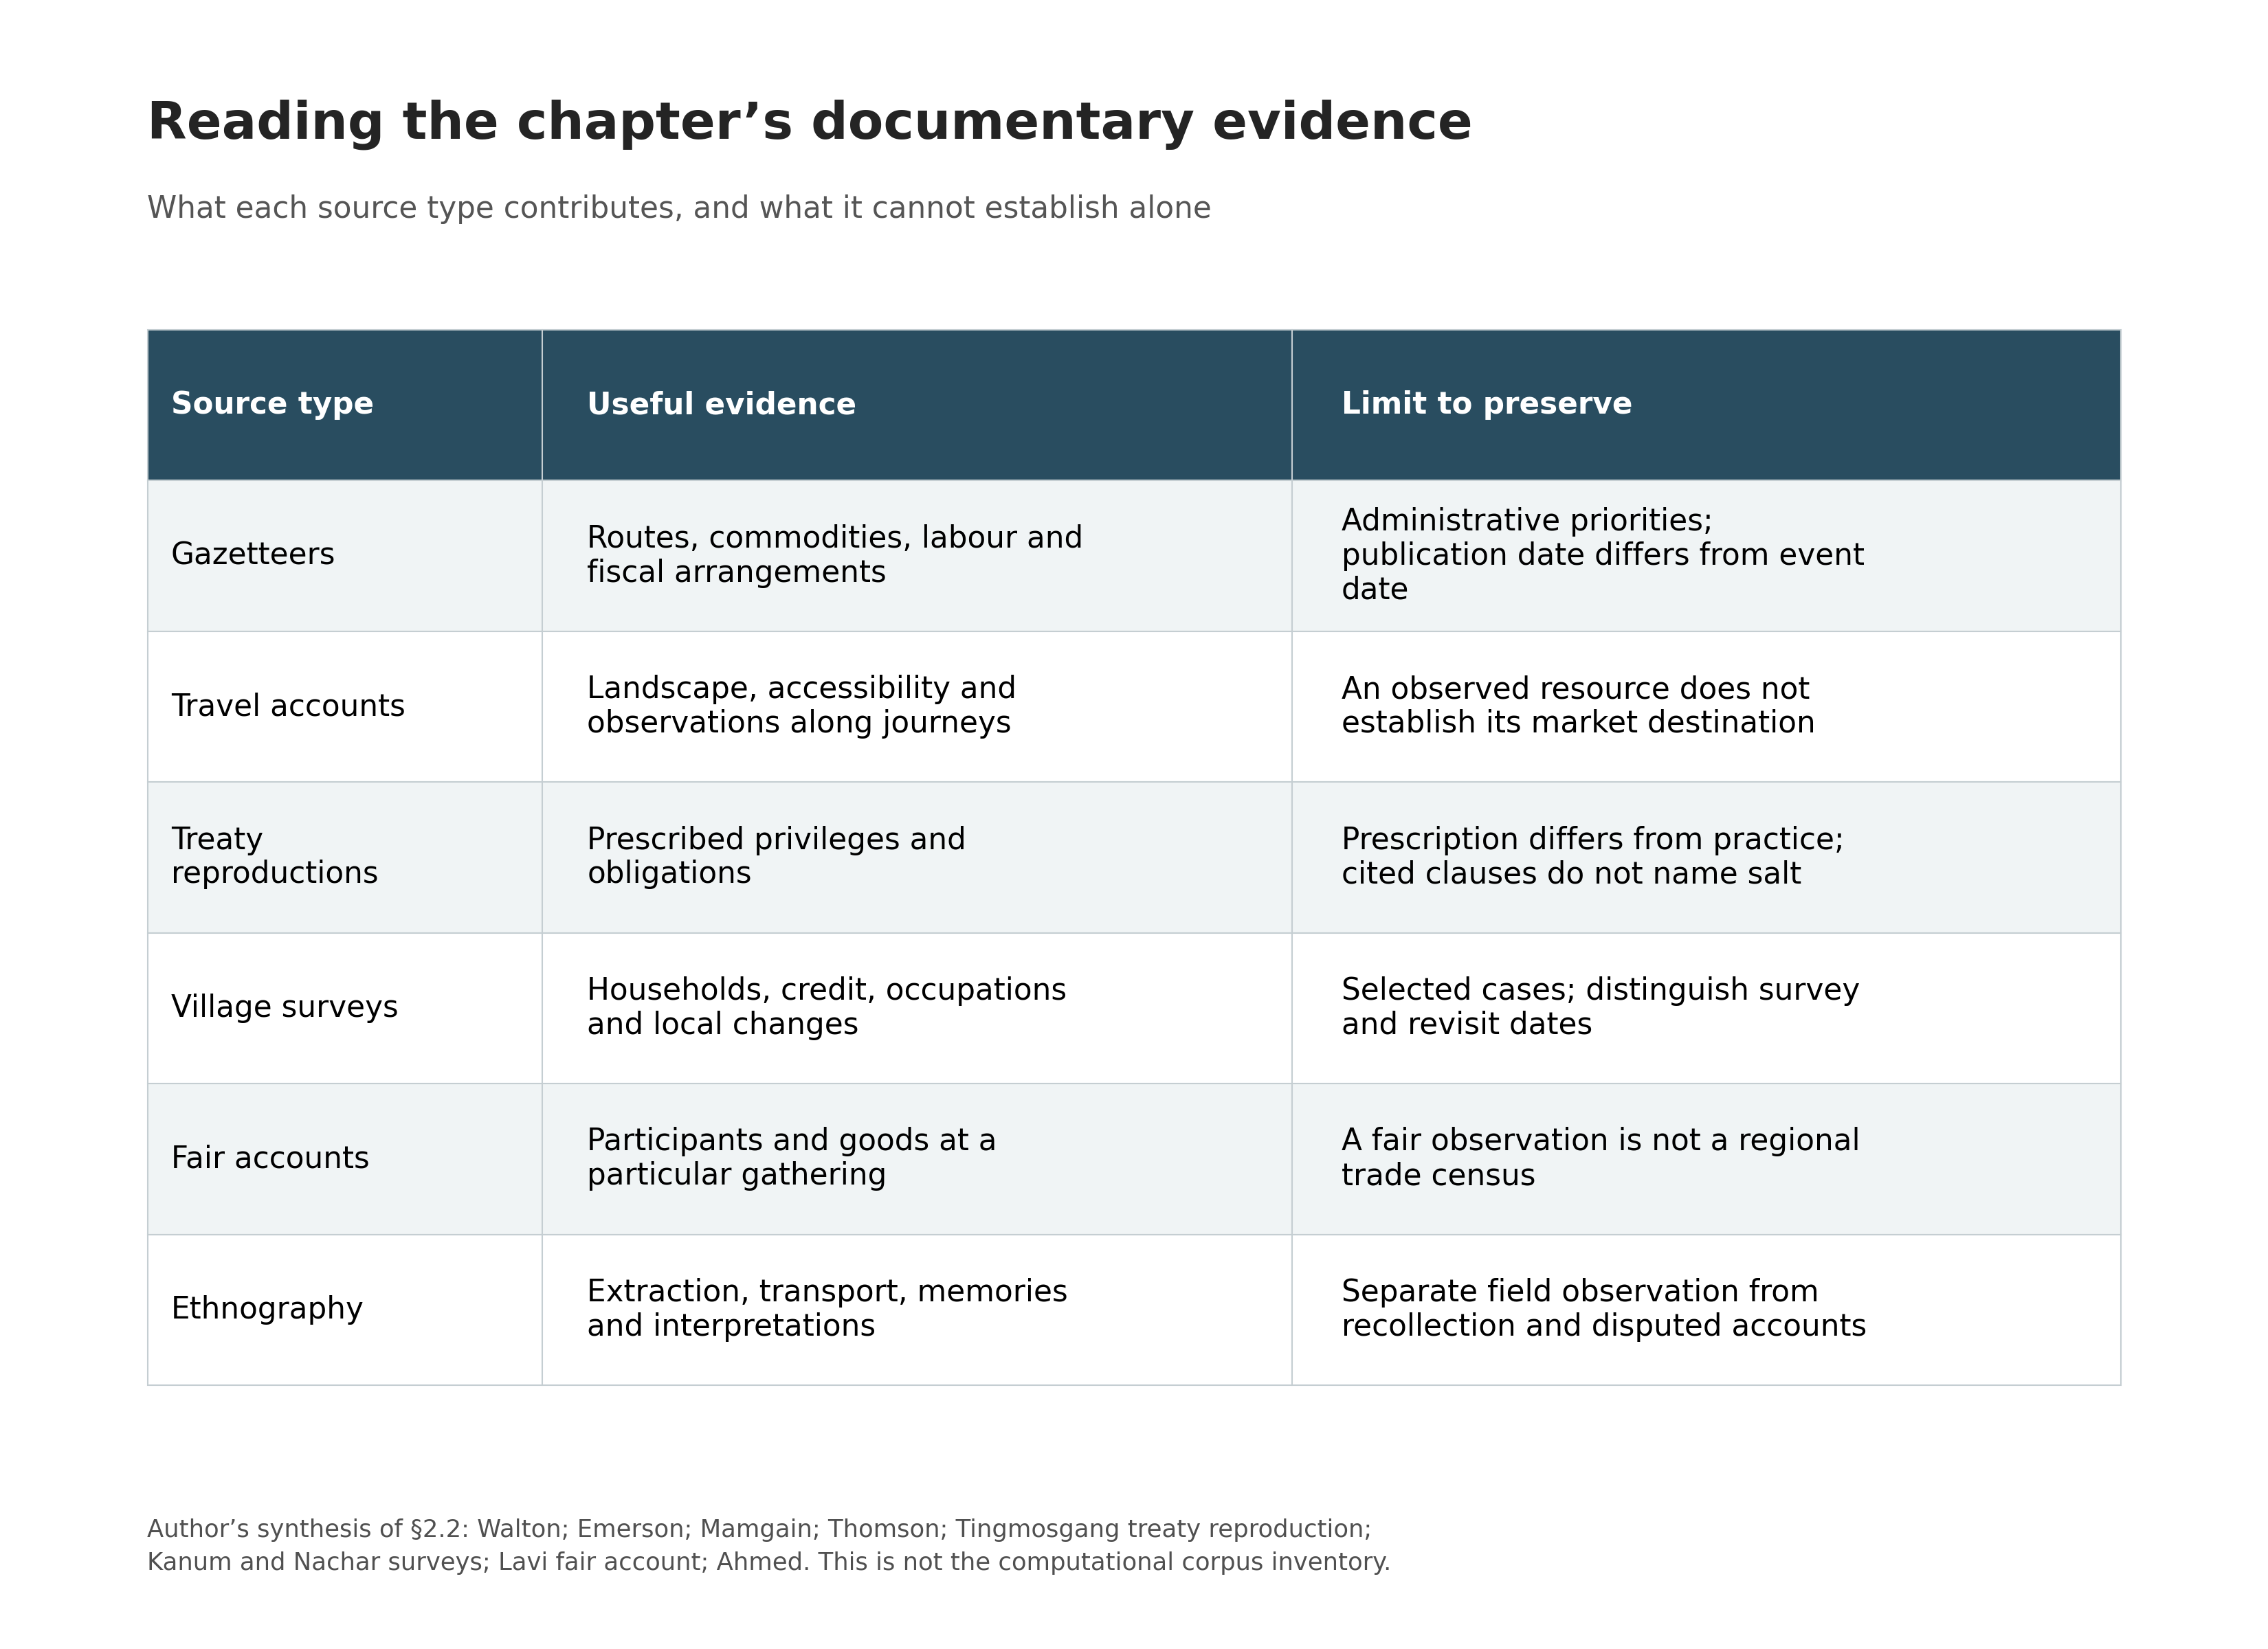 Reading the chapter’s documentary evidence
What each source type contributes, and what it cannot establish alone
Source type
Useful evidence
Limit to preserve
Gazetteers
Routes, commodities, labour and
fiscal arrangements
Administrative priorities;
publication date differs from event
date
Travel accounts
Landscape, accessibility and
observations along journeys
An observed resource does not
establish its market destination
Treaty
reproductions
Prescribed privileges and
obligations
Prescription differs from practice;
cited clauses do not name salt
Village surveys
Households, credit, occupations
and local changes
Selected cases; distinguish survey
and revisit dates
Fair accounts
Participants and goods at a
particular gathering
A fair observation is not a regional
trade census
Ethnography
Extraction, transport, memories
and interpretations
Separate field observation from
recollection and disputed accounts
Author’s synthesis of §2.2: Walton; Emerson; Mamgain; Thomson; Tingmosgang treaty reproduction;
Kanum and Nachar surveys; Lavi fair account; Ahmed. This is not the computational corpus inventory.